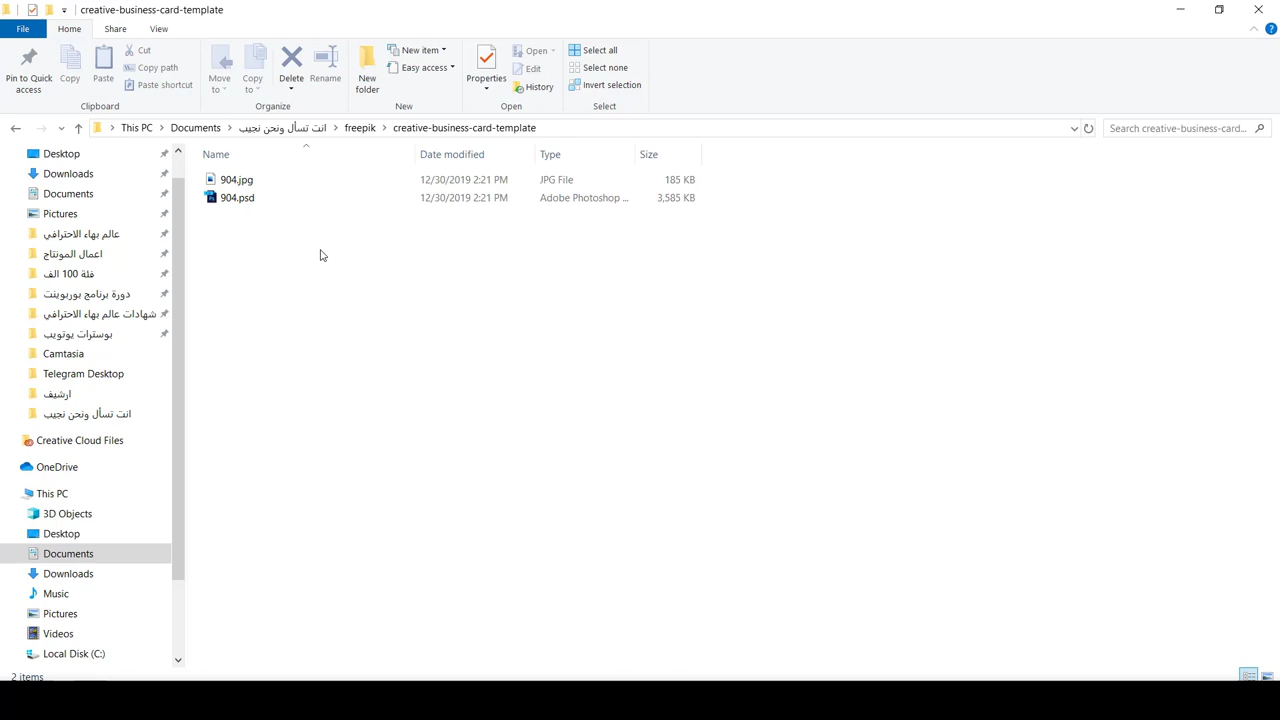 creative-business-card-template
File
Home
Share
View
Pin to Quick access
Copy
Paste
Cut
Copy path
Paste shortcut
Clipboard
Move to
Copy to
Delete
Rename
Organize
New folder
New item
Easy access
New
Properties
Open
Edit
History
Open
Select all
Select none
Invert selection
Select
This PC
Documents
انت تسأل ونحن نجيب
freepik
creative-business-card-template
Search creative-business-card...
Name
Date modified
Type
Size
904.jpg
12/30/2019 2:21 PM
JPG File
185 KB
904.psd
12/30/2019 2:21 PM
Adobe Photoshop ...
3,585 KB
Desktop
Downloads
Documents
Pictures
عالم بهاء الاحترافي
اعمال المونتاج
فئة 100 الف
دورة برنامج بوربوينت
شهادات عالم بهاء الاحترافي
بوسترات يوتويب
Camtasia
Telegram Desktop
ارشيف
انت تسأل ونحن نجيب
Creative Cloud Files
OneDrive
This PC
3D Objects
Desktop
Documents
Downloads
Music
Pictures
Videos
Local Disk (C:)
2 items